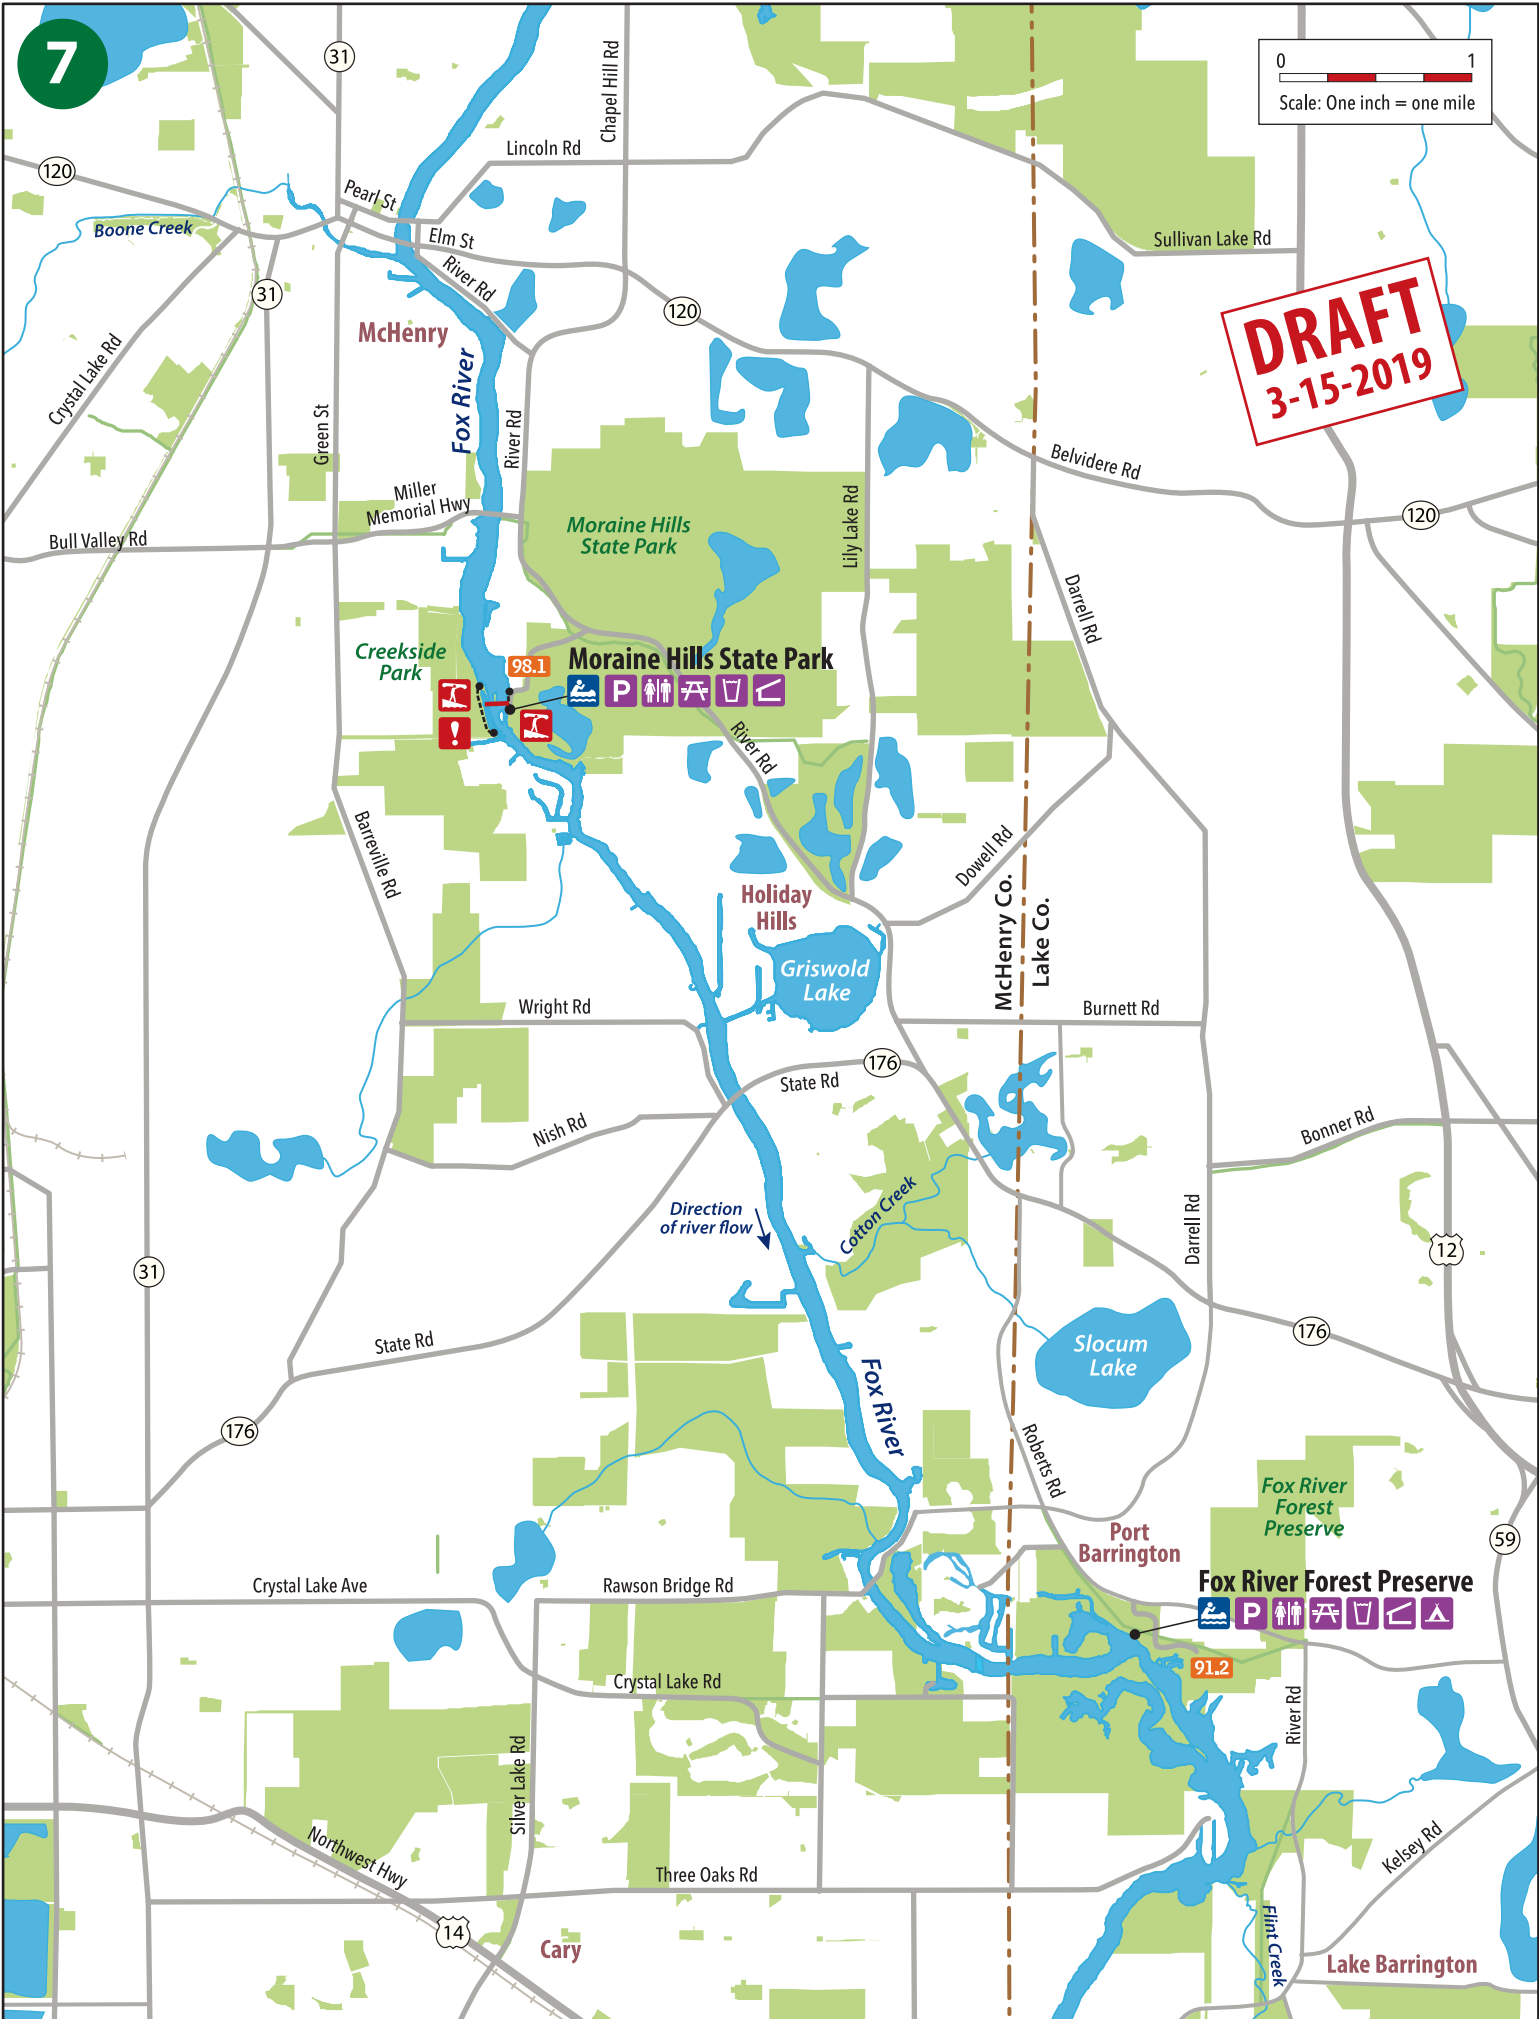 7
31
Chapel Hill Rd
0 1
Scale: One inch = one mile
Lincoln Rd
120
Pearl St
Boone Creek
Elm St
Sullivan Lake Rd
River Rd
31
120
DRAFT
3-15-2019
McHenry
Crystal Lake Rd
Fox River
Green St
River Rd
Belvidere Rd
Lily Lake Rd
Miller
Memorial Hwy
120
Moraine Hills
State Park
Bull Valley Rd
Darrell Rd
Creekside
Park
98.1
Moraine Hills State Park
P
!
River Rd
Barreville Rd
Dowell Rd
Holiday
Hills
McHenry Co.
Lake Co.
Griswold
Lake
Wright Rd
Burnett Rd
176
State Rd
Nish Rd
Bonner Rd
Direction
of river flow
Cotton Creek
Darrell Rd
12
31
176
State Rd
Slocum
Lake
Fox River
176
Roberts Rd
Fox River
Forest
Preserve
Port
Barrington
59
Crystal Lake Ave
Rawson Bridge Rd
Fox River Forest Preserve
P
91.2
Crystal Lake Rd
River Rd
Silver Lake Rd
Northwest Hwy
Kelsey Rd
Three Oaks Rd
14
Cary
Flint Creek
Lake Barrington